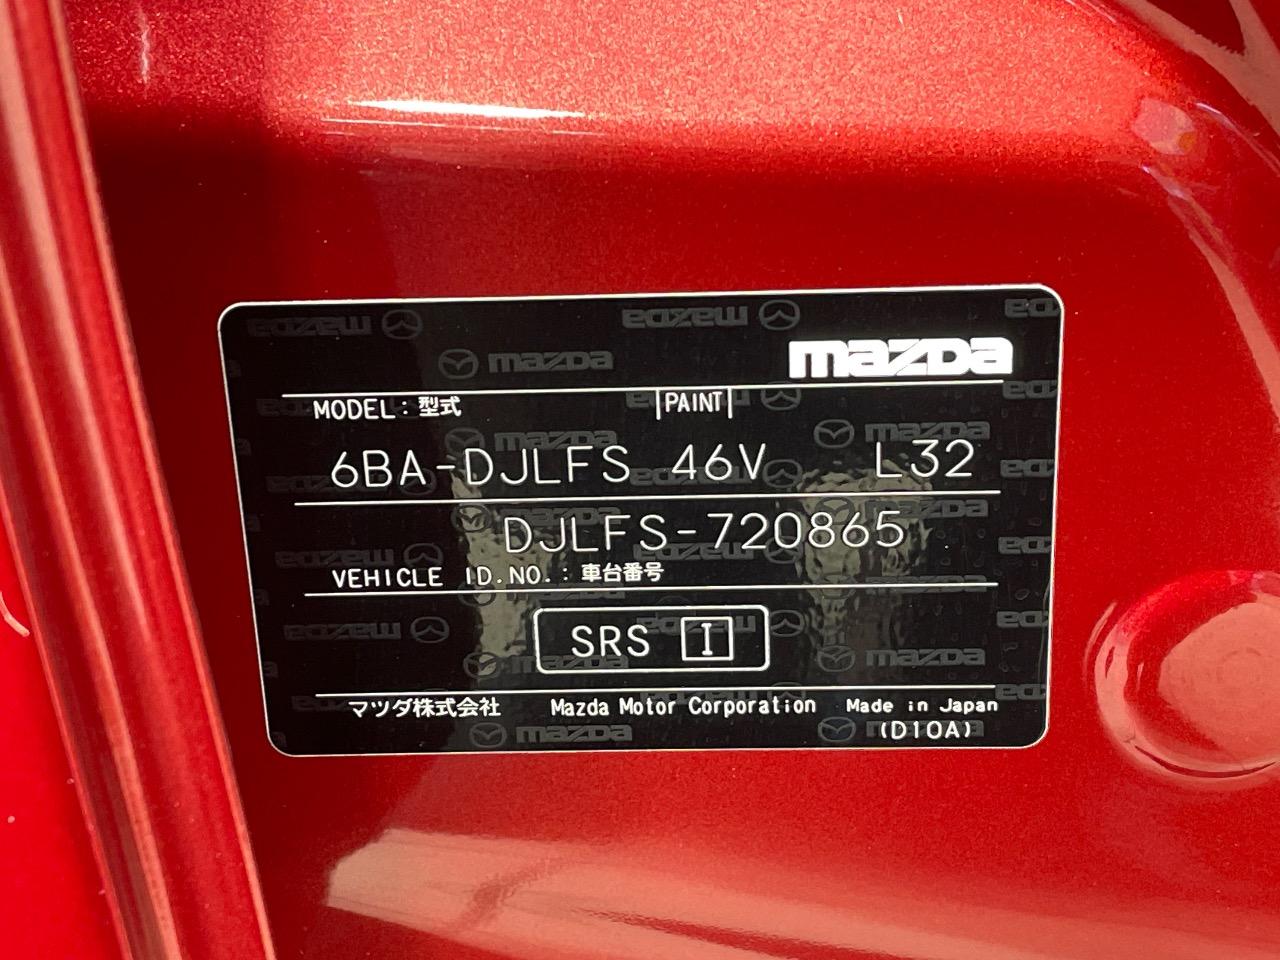 mazda
MODEL: 型式 PAINT
6BA-DJLFS 46V L32
DJLFS-720865
VEHICLE ID.NO.: 車台番号
SRS I
マツダ株式会社 Mazda Motor Corporation Made in Japan
(D10A)